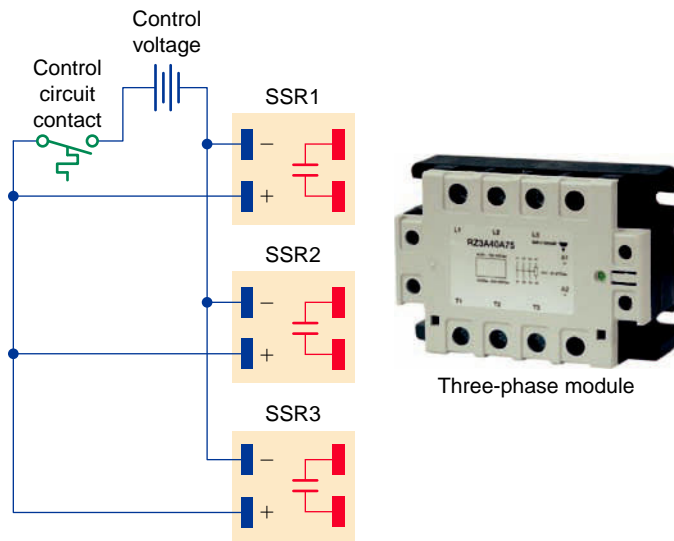 Control
voltage
Control
circuit
contact
SSR1
−
+
SSR2
−
+
SSR3
−
+
L1 L2 L3
RZ3A40A75
A1
A2
T1 T2 T3
Three-phase module